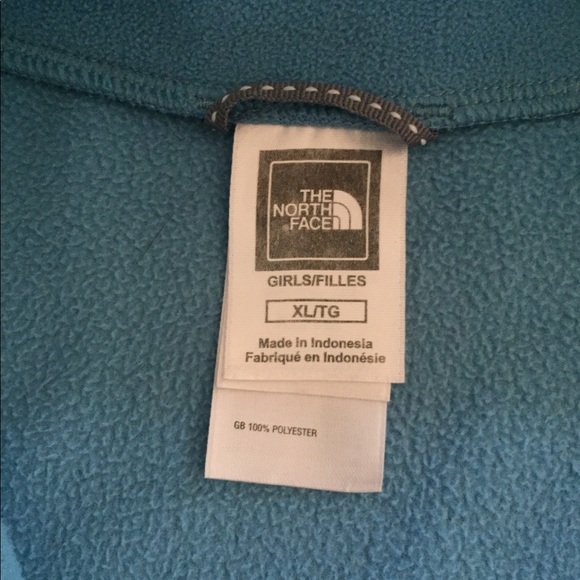 THE
NORTH
FACE
GIRLS/FILLES
XL/TG
Made in Indonesia
Fabriqué en Indonésie
GB 100% POLYESTER